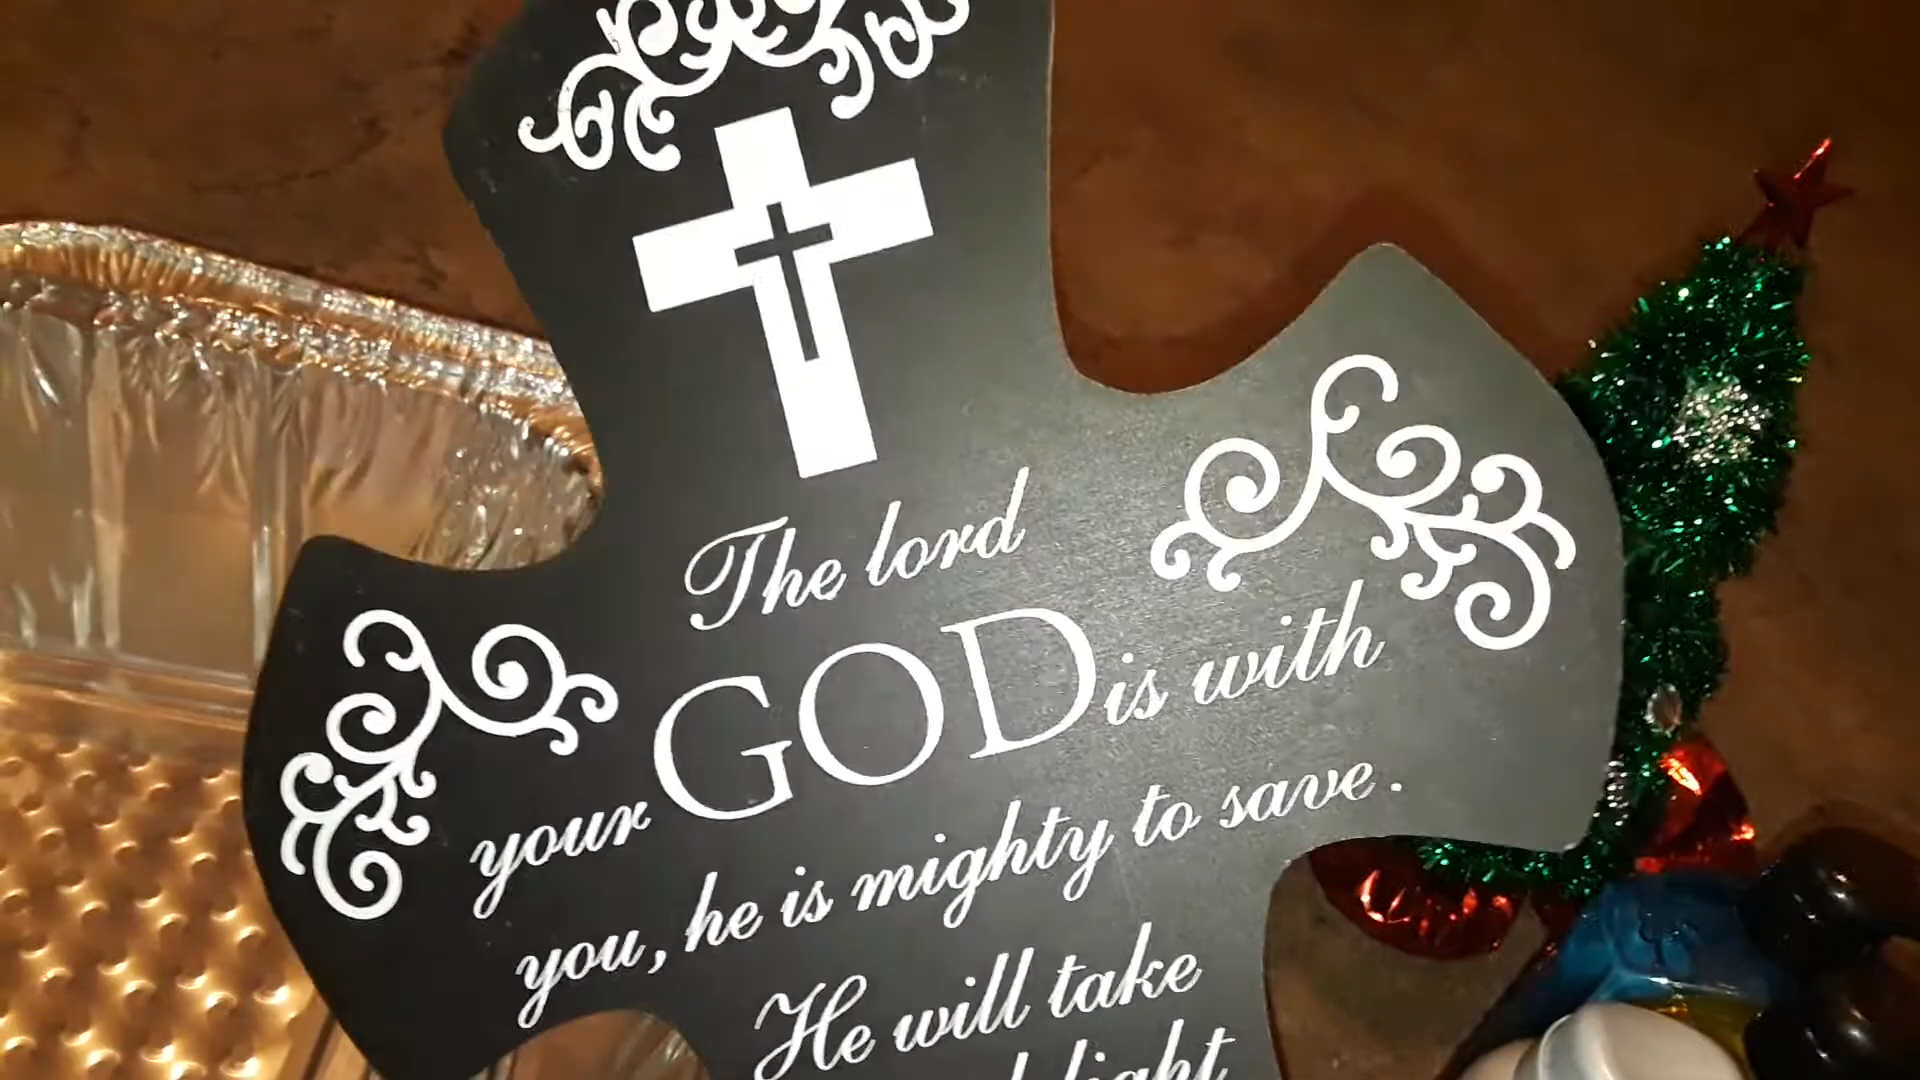 The lord
your GOD is with
you, he is mighty to save.
He will take